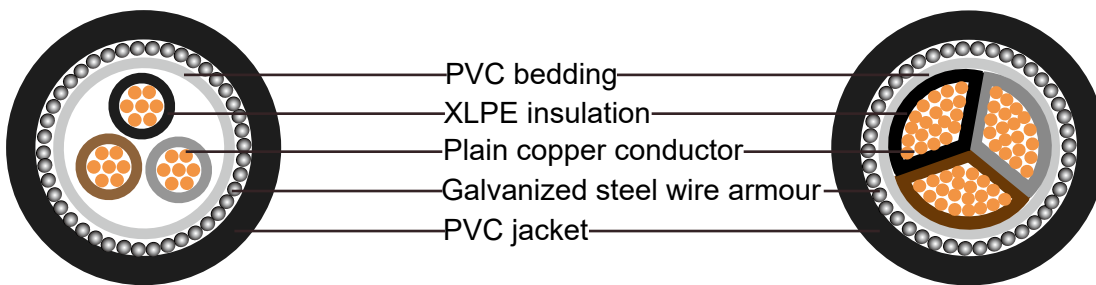 PVC bedding
XLPE insulation
Plain copper conductor
Galvanized steel wire armour
PVC jacket